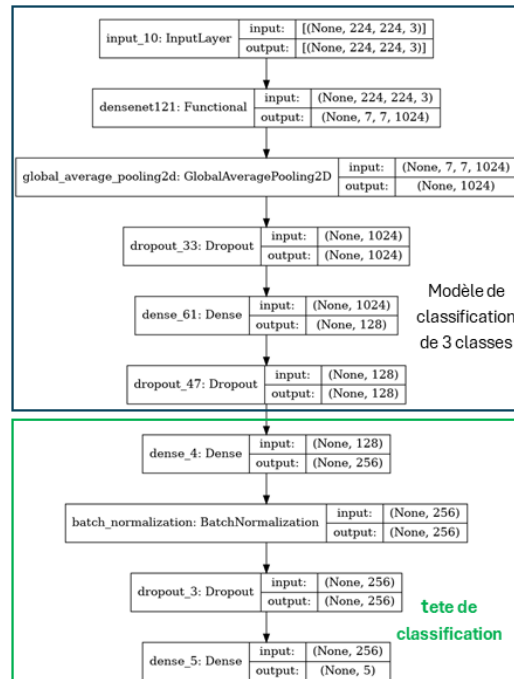 input_10: InputLayer
input: [(None, 224, 224, 3)]
output: [(None, 224, 224, 3)]
densenet121: Functional
input: (None, 224, 224, 3)
output: (None, 7, 7, 1024)
global_average_pooling2d: GlobalAveragePooling2D
input: (None, 7, 7, 1024)
output: (None, 1024)
dropout_33: Dropout
input: (None, 1024)
output: (None, 1024)
dense_61: Dense
input: (None, 1024)
output: (None, 128)
Modèle de
classification
de 3 classes
dropout_47: Dropout
input: (None, 128)
output: (None, 128)
dense_4: Dense
input: (None, 128)
output: (None, 256)
batch_normalization: BatchNormalization
input: (None, 256)
output: (None, 256)
dropout_3: Dropout
input: (None, 256)
output: (None, 256)
tete de
classification
dense_5: Dense
input: (None, 256)
output: (None, 5)